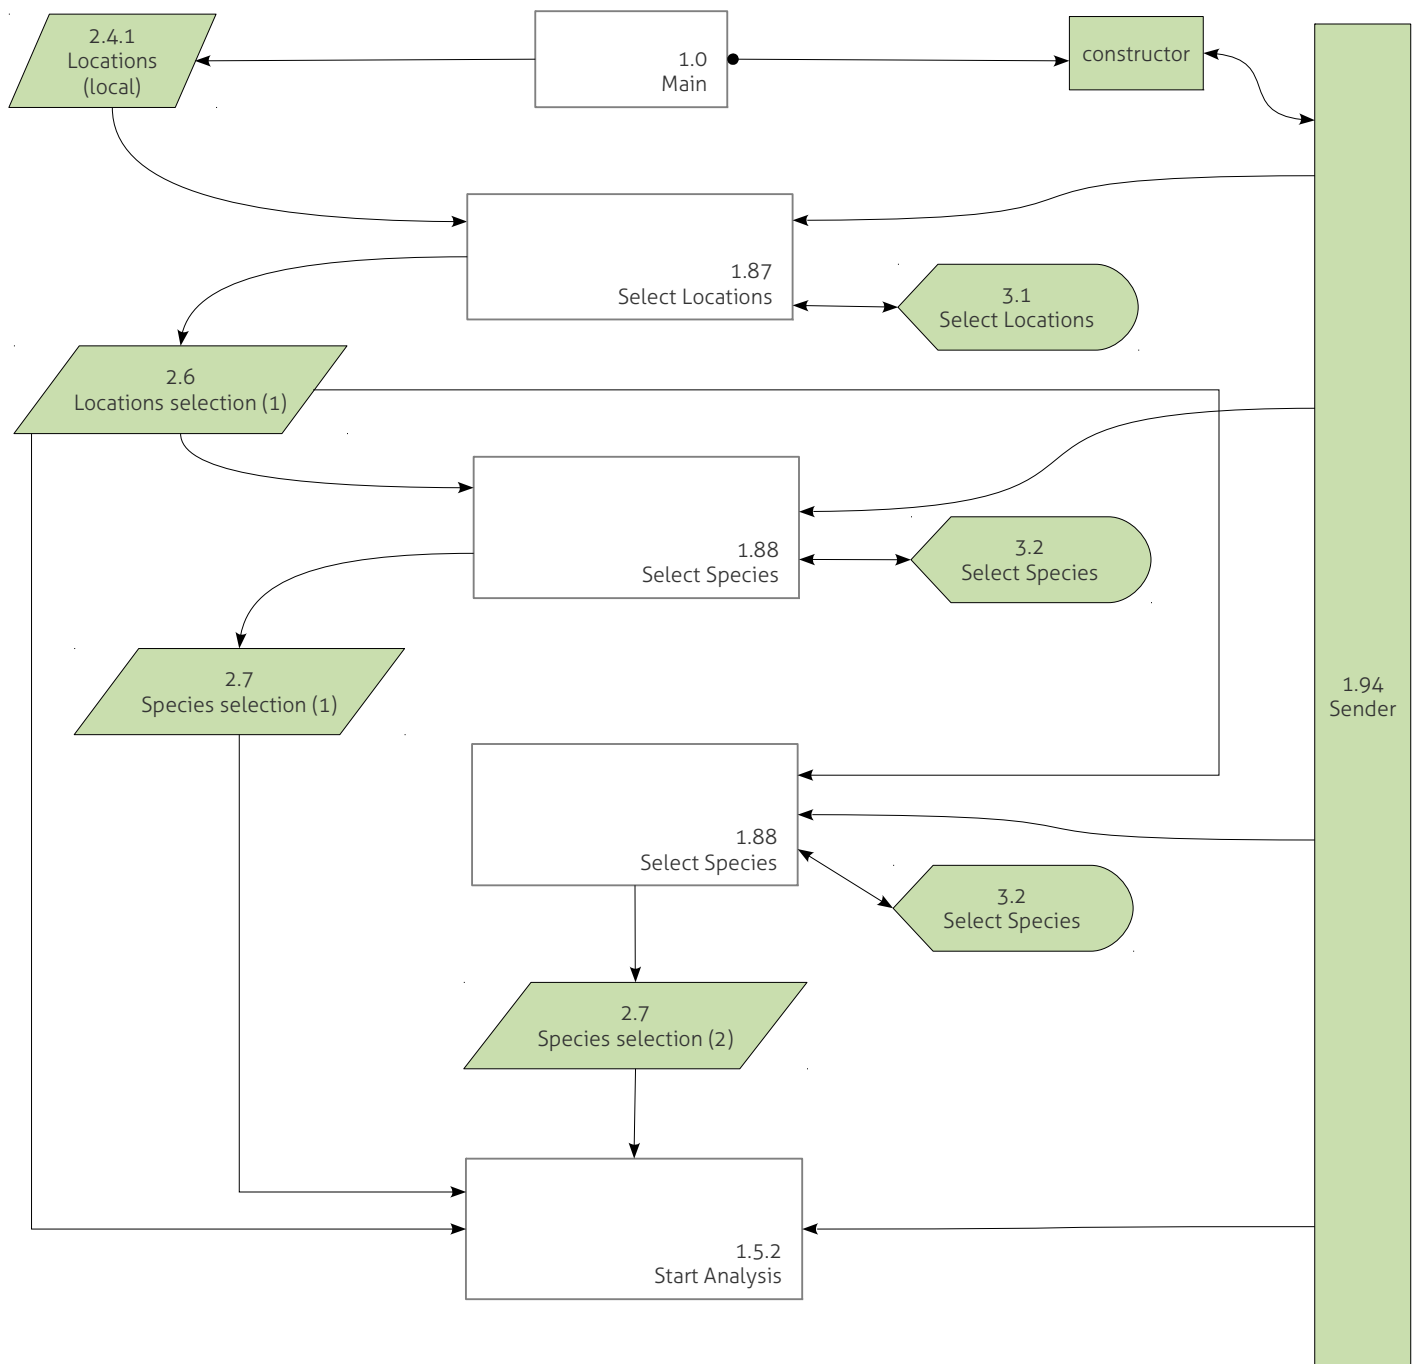 2.4.1
Locations
(local)
1.0
Main
constructor
1.87
Select Locations
3.1
Select Locations
2.6
Locations selection (1)
1.88
Select Species
3.2
Select Species
2.7
Species selection (1)
1.94
Sender
1.88
Select Species
3.2
Select Species
2.7
Species selection (2)
1.5.2
Start Analysis